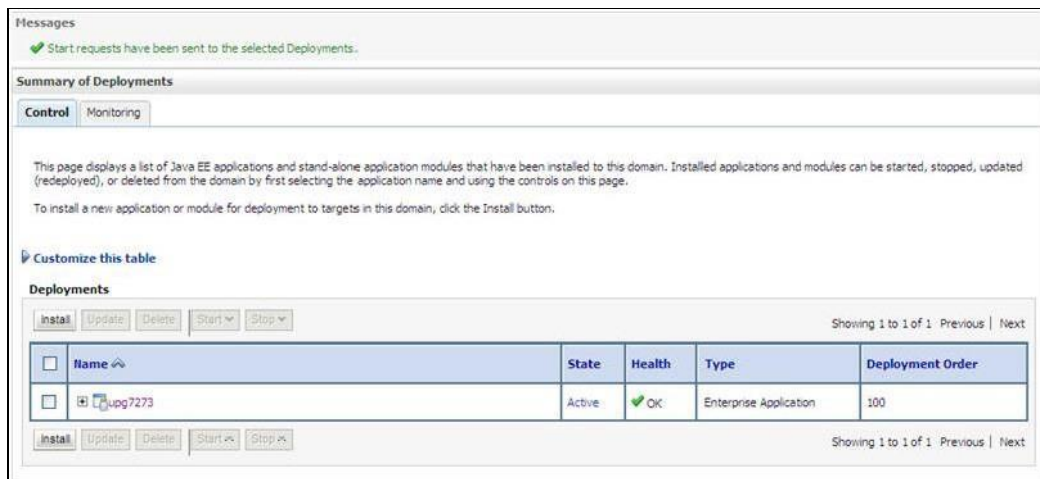 Messages
Start requests have been sent to the selected Deployments.
Summary of Deployments
Control Monitoring
This page displays a list of Java EE applications and stand-alone application modules that have been installed to this domain. Installed applications and modules can be started, stopped, updated
(redeployed), or deleted from the domain by first selecting the application name and using the controls on this page.
To install a new application or module for deployment to targets in this domain, click the Install button.
Customize this table
Deployments
Install Update Delete Start Stop Showing 1 to 1 of 1 Previous | Next
Name State Health Type Deployment Order
upg7273 Active OK Enterprise Application 100
Install Update Delete Start Stop Showing 1 to 1 of 1 Previous | Next